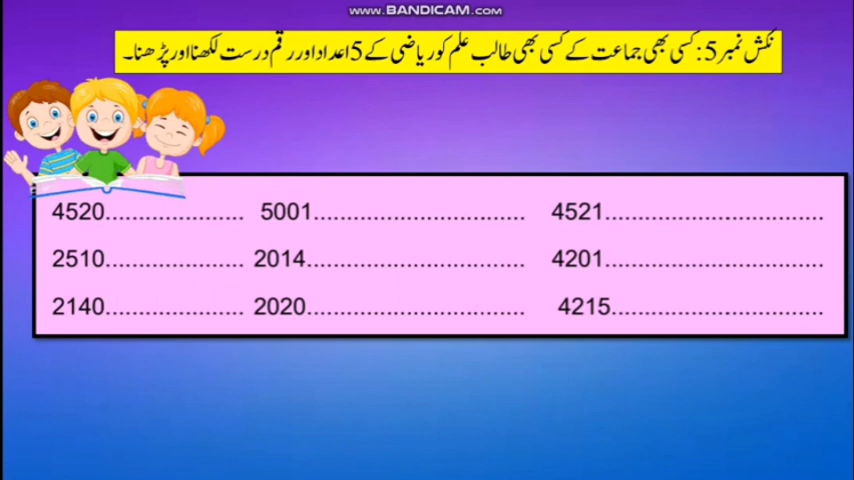 www.BANDICAM.com
نکش نمبر 5: کسی بھی جماعت کے کسی بھی طالب علم کو ریاضی کے 5 اعداد اور رقم درست لکھنا اور پڑھنا۔
4520..................... 5001................................ 4521.................................
2510..................... 2014................................. 4201.................................
2140..................... 2020................................. 4215................................